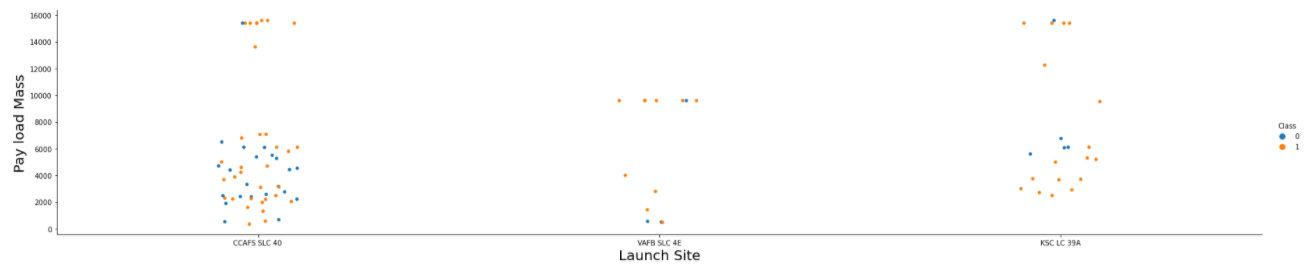 16000
14000
12000
10000
8000
6000
4000
2000
0
Pay load Mass
CCAFS SLC 40
VAFB SLC 4E
KSC LC 39A
Launch Site
Class
0
1